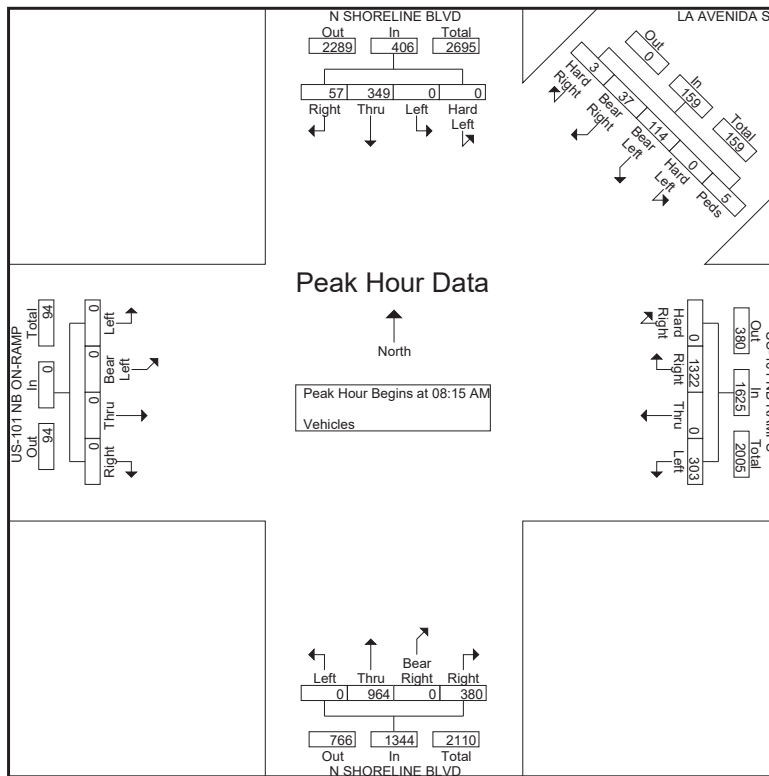 N SHORELINE BLVD
Out In Total
2289 406 2695
57 349 0 0
Right Thru Left Hard Left
LA AVENIDA S
Out In Total
0 159 159
3 37 114 0 5
Hard Right Bear Right Bear Left Hard Left Peds
Peak Hour Data
North
Peak Hour Begins at 08:15 AM
Vehicles
US-101 NB ON-RAMP
Out In Total
94 0 94
0 0 0 0
Right Thru Bear Left Left
Out In Total
380 1625 2005
0 1322 0 303
Hard Right Right Thru Left
Left Thru Bear Right Right
0 964 0 380
766 1344 2110
Out In Total
N SHORELINE BLVD